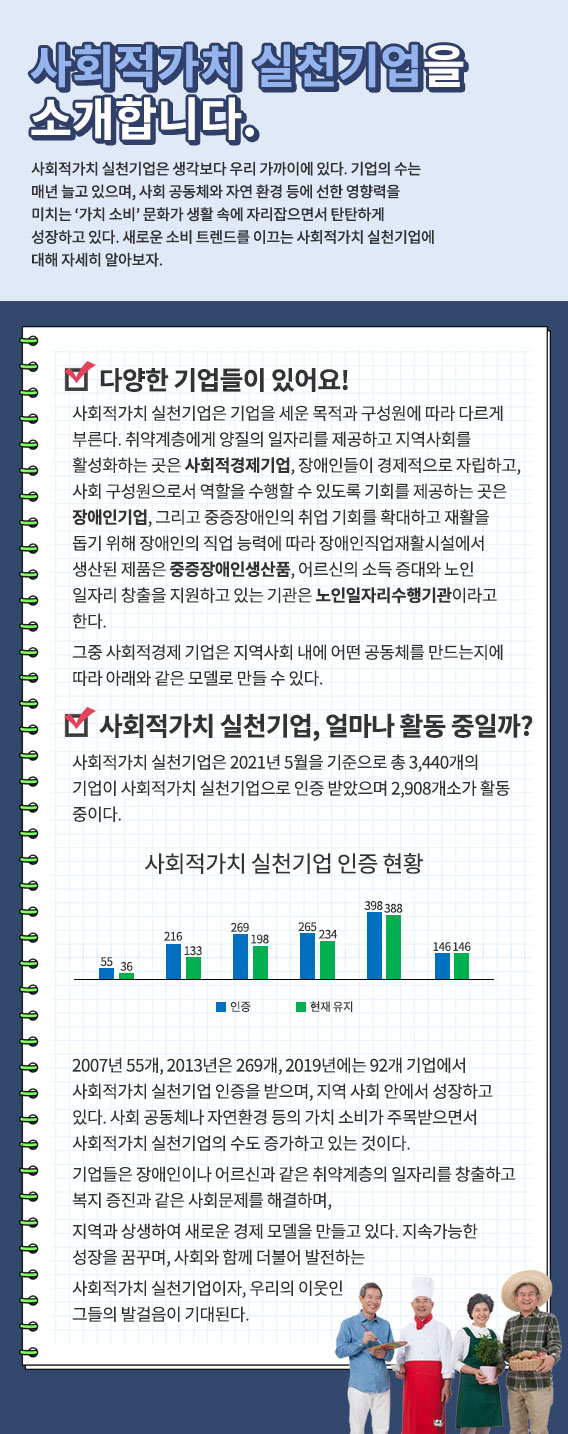 사회적가치 실천기업을
소개합니다.
사회적가치 실천기업은 생각보다 우리 가까이에 있다. 기업의 수는
매년 늘고 있으며, 사회 공동체와 자연 환경 등에 선한 영향력을
미치는 ‘가치 소비’ 문화가 생활 속에 자리잡으면서 탄탄하게
성장하고 있다. 새로운 소비 트렌드를 이끄는 사회적가치 실천기업에
대해 자세히 알아보자.
다양한 기업들이 있어요!
사회적가치 실천기업은 기업을 세운 목적과 구성원에 따라 다르게
부른다. 취약계층에게 양질의 일자리를 제공하고 지역사회를
활성화하는 곳은 사회적경제기업, 장애인들이 경제적으로 자립하고,
사회 구성원으로서 역할을 수행할 수 있도록 기회를 제공하는 곳은
장애인기업, 그리고 중증장애인의 취업 기회를 확대하고 재활을
돕기 위해 장애인의 직업 능력에 따라 장애인직업재활시설에서
생산된 제품은 중증장애인생산품, 어르신의 소득 증대와 노인
일자리 창출을 지원하고 있는 기관은 노인일자리수행기관이라고
한다.
그중 사회적경제 기업은 지역사회 내에 어떤 공동체를 만드는지에
따라 아래와 같은 모델로 만들 수 있다.
사회적가치 실천기업, 얼마나 활동 중일까?
사회적가치 실천기업은 2021년 5월을 기준으로 총 3,440개의
기업이 사회적가치 실천기업으로 인증 받았으며 2,908개소가 활동
중이다.
사회적가치 실천기업 인증 현황
55 36 216 133 269 198 265 234 398 388 146 146
인증 현재 유지
2007년 55개, 2013년은 269개, 2019년에는 92개 기업에서
사회적가치 실천기업 인증을 받으며, 지역 사회 안에서 성장하고
있다. 사회 공동체나 자연환경 등의 가치 소비가 주목받으면서
사회적가치 실천기업의 수도 증가하고 있는 것이다.
기업들은 장애인이나 어르신과 같은 취약계층의 일자리를 창출하고
복지 증진과 같은 사회문제를 해결하며,
지역과 상생하여 새로운 경제 모델을 만들고 있다. 지속가능한
성장을 꿈꾸며, 사회와 함께 더불어 발전하는
사회적가치 실천기업이자, 우리의 이웃인
그들의 발걸음이 기대된다.